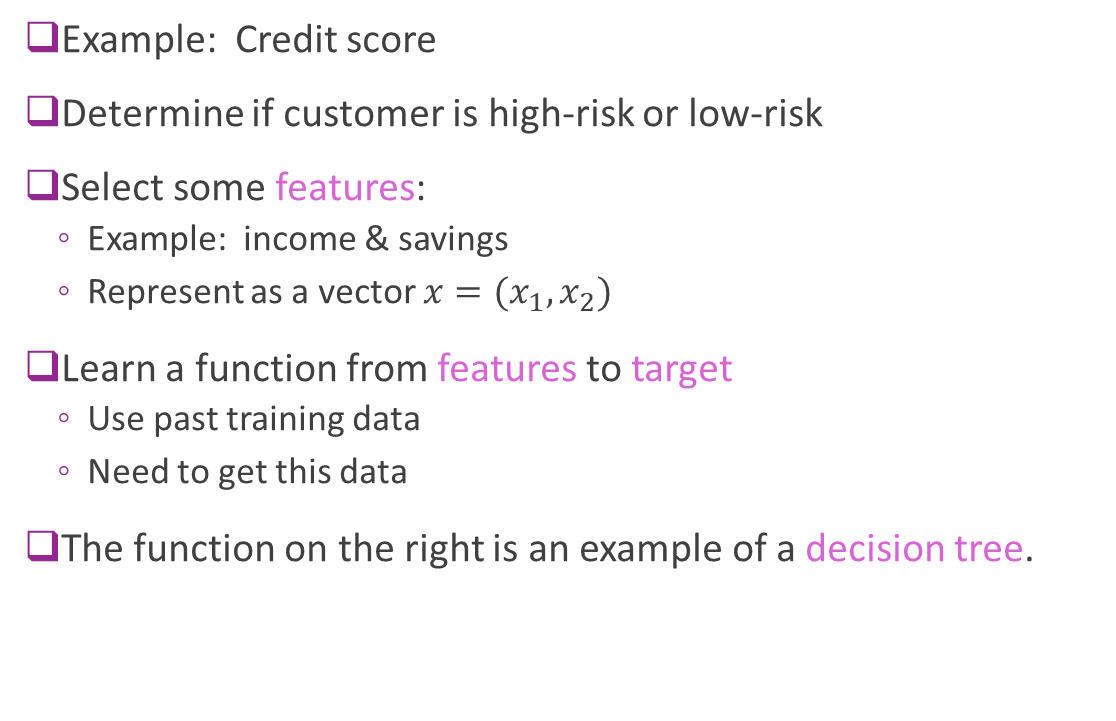 ❑Example: Credit score
❑Determine if customer is high-risk or low-risk
❑Select some features:
◦ Example: income & savings
◦ Represent as a vector 𝑥 = (𝑥₁, 𝑥₂)
❑Learn a function from features to target
◦ Use past training data
◦ Need to get this data
❑The function on the right is an example of a decision tree.